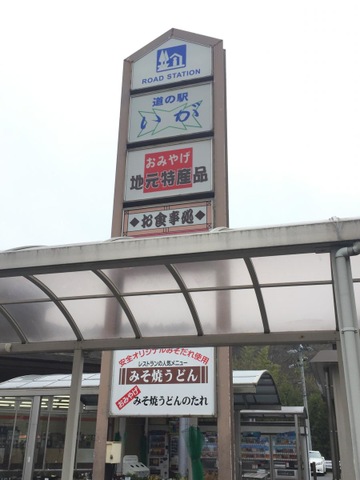 ROAD STATION
道の駅
いが
おみやげ
地元特産品
◆お食事処◆
安全オリジナルみそだれ使用
レストランの人気メニュー
みそ焼うどん
おみやげ
みそ焼うどんのたれ